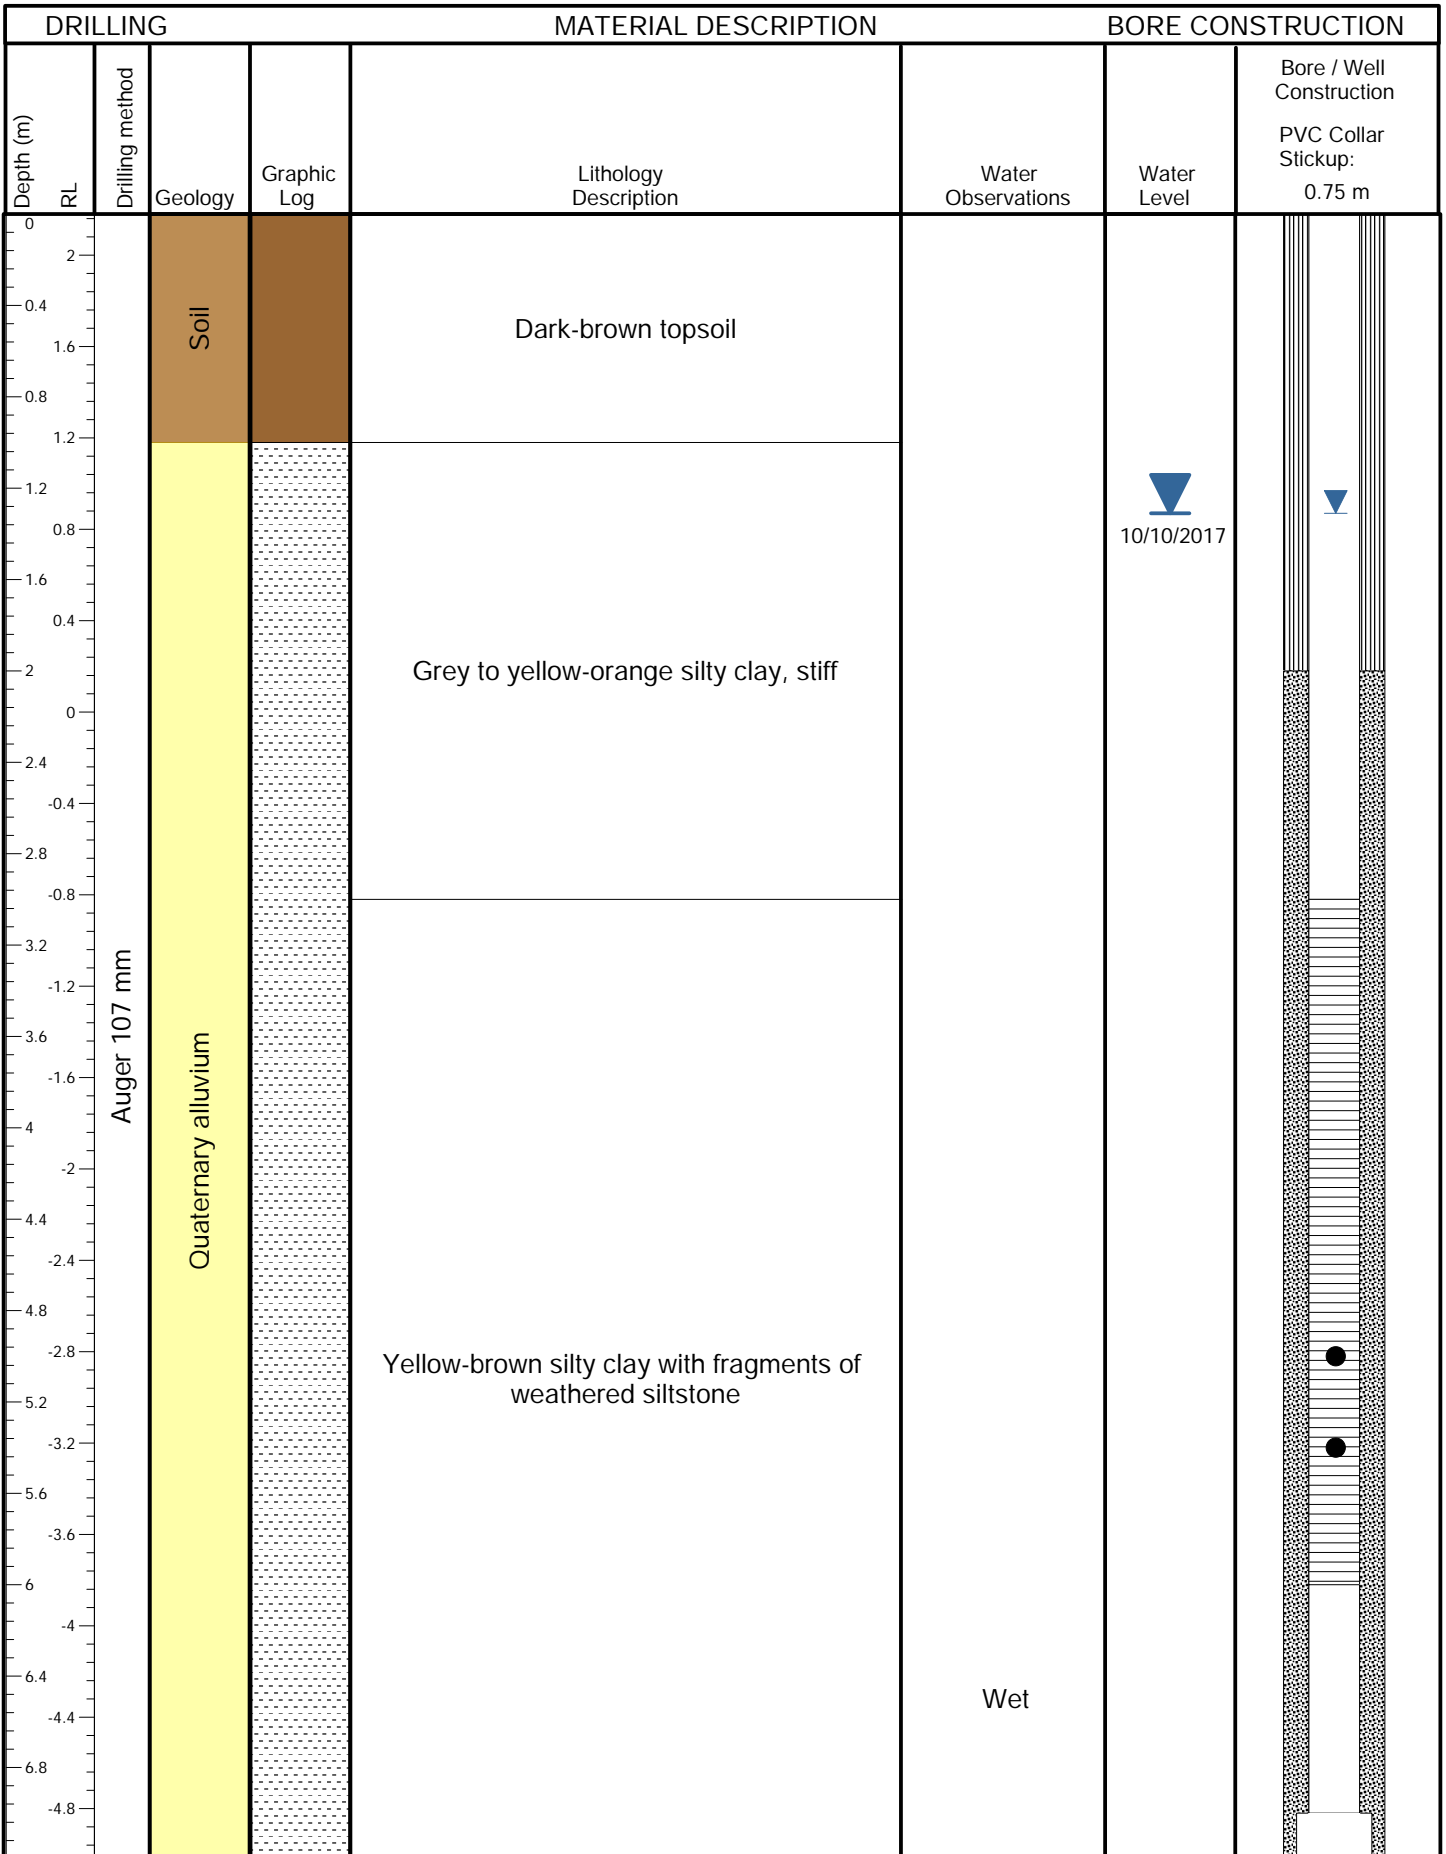 DRILLING MATERIAL DESCRIPTION BORE CONSTRUCTION
Depth (m)
RL
Drilling method
Geology
Graphic
Log
Lithology
Description
Water
Observations
Water
Level
Bore / Well
Construction
PVC Collar
Stickup:
0.75 m
0
2
0.4
1.6
0.8
1.2
1.2
0.8
1.6
0.4
2
0
2.4
-0.4
2.8
-0.8
3.2
-1.2
3.6
-1.6
4
-2
4.4
-2.4
4.8
-2.8
5.2
-3.2
5.6
-3.6
6
-4
6.4
-4.4
6.8
-4.8
Auger 107 mm
Soil
Quaternary alluvium
Dark-brown topsoil
Grey to yellow-orange silty clay, stiff
Yellow-brown silty clay with fragments of
weathered siltstone
Wet
10/10/2017